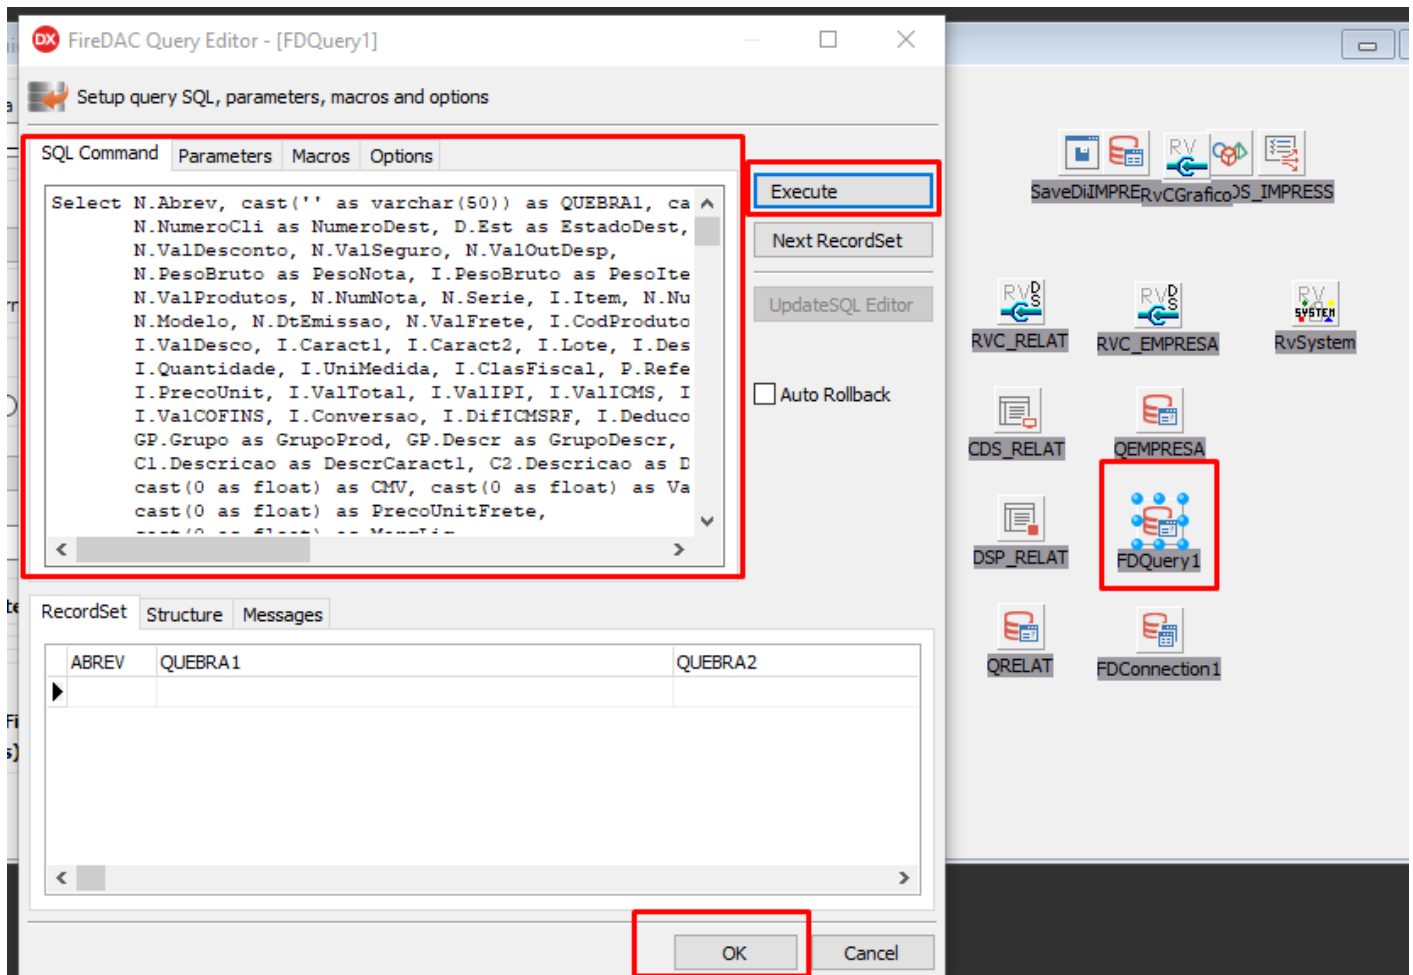 FireDAC Query Editor - [FDQuery1]
Setup query SQL, parameters, macros and options
SQL Command Parameters Macros Options
Select N.Abrev, cast('' as varchar(50)) as QUEBRA1, ca
N.NumeroCli as NumeroDest, D.Est as EstadoDest,
N.ValDesconto, N.ValSeguro, N.ValOutDesp,
N.PesoBruto as PesoNota, I.PesoBruto as PesoIte
N.ValProdutos, N.NumNota, N.Serie, I.Item, N.Nu
N.Modelo, N.DtEmissao, N.ValFrete, I.CodProduto
I.ValDesco, I.Caract1, I.Caract2, I.Lote, I.Des
I.Quantidade, I.UniMedida, I.ClasFiscal, P.Refe
I.PrecoUnit, I.ValTotal, I.ValIPI, I.ValICMS, I
I.ValCOFINS, I.Conversao, I.DifICMSRF, I.Deduco
GP.Grupo as GrupoProd, GP.Descr as GrupoDescr,
C1.Descricao as DescrCaract1, C2.Descricao as D
cast(0 as float) as CMV, cast(0 as float) as Va
cast(0 as float) as PrecoUnitFrete,
Execute
Next RecordSet
UpdateSQL Editor
Auto Rollback
RecordSet Structure Messages
ABREV QUEBRA1 QUEBRA2
OK Cancel
RV
SaveDi IMPRE RvCGrafico DS_IMPRESS
RVC_RELAT RVC_EMPRESA RvSystem
CDS_RELAT QEMPRESA
DSP_RELAT FDQuery1
QRELAT FDConnection1